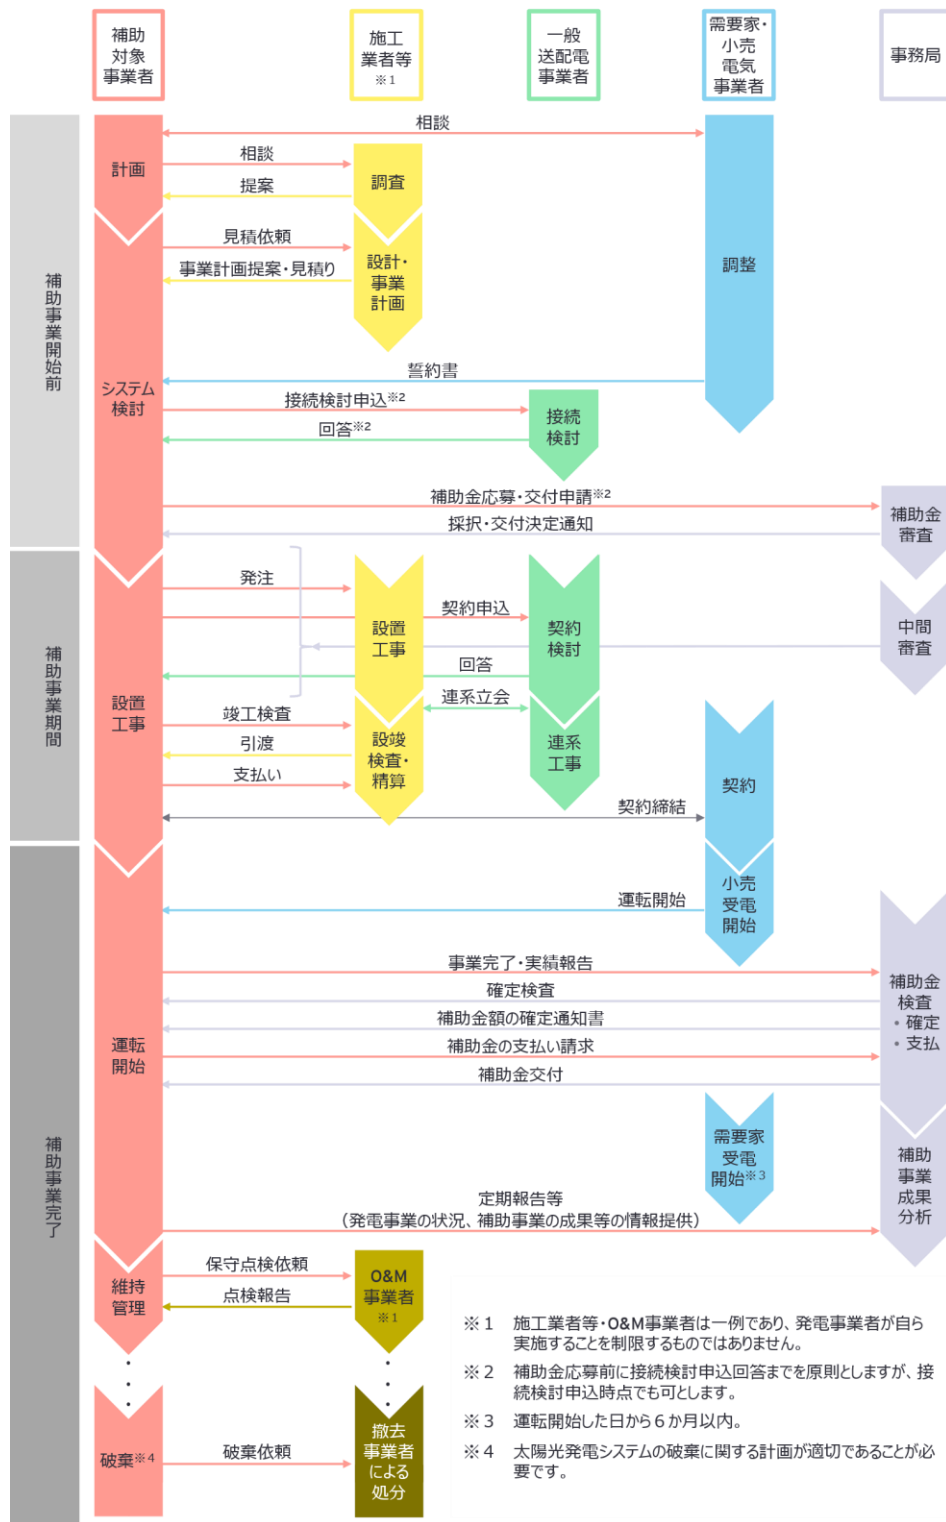 補助
対象
事業者
施工
業者等
※1
一般
送配電
事業者
需要家・
小売
電気
事業者
事務局
補助事業開始前
計画
相談
相談
提案
調査
見積依頼
事業計画提案・見積り
設計・
事業
計画
調整
システム
検討
誓約書
接続検討申込※2
回答※2
接続
検討
補助金応募・交付申請※2
採択・交付決定通知
補助金
審査
補助事業期間
設置
工事
発注
契約申込
設置
工事
契約
検討
中間
審査
回答
連系立会
竣工検査
引渡
支払い
設竣
検査・
精算
連系
工事
契約
契約締結
補助事業完了
運転
開始
小売
受電
開始
運転開始
事業完了・実績報告
確定検査
補助金額の確定通知書
補助金の支払い請求
補助金交付
補助金
検査
・確定
・支払
需要家
受電
開始※3
補助
事業
成果
分析
定期報告等
（発電事業の状況、補助事業の成果等の情報提供）
維持
管理
保守点検依頼
点検報告
O&M
事業者
※1
破棄※4
破棄依頼
撤去
事業者
による
処分
※1 施工業者等・O&M事業者は一例であり、発電事業者が自ら
実施することを制限するものではありません。
※2 補助金応募前に接続検討申込回答までを原則としますが、接
続検討申込時点でも可とします。
※3 運転開始した日から6か月以内。
※4 太陽光発電システムの破棄に関する計画が適切であることが必
要です。